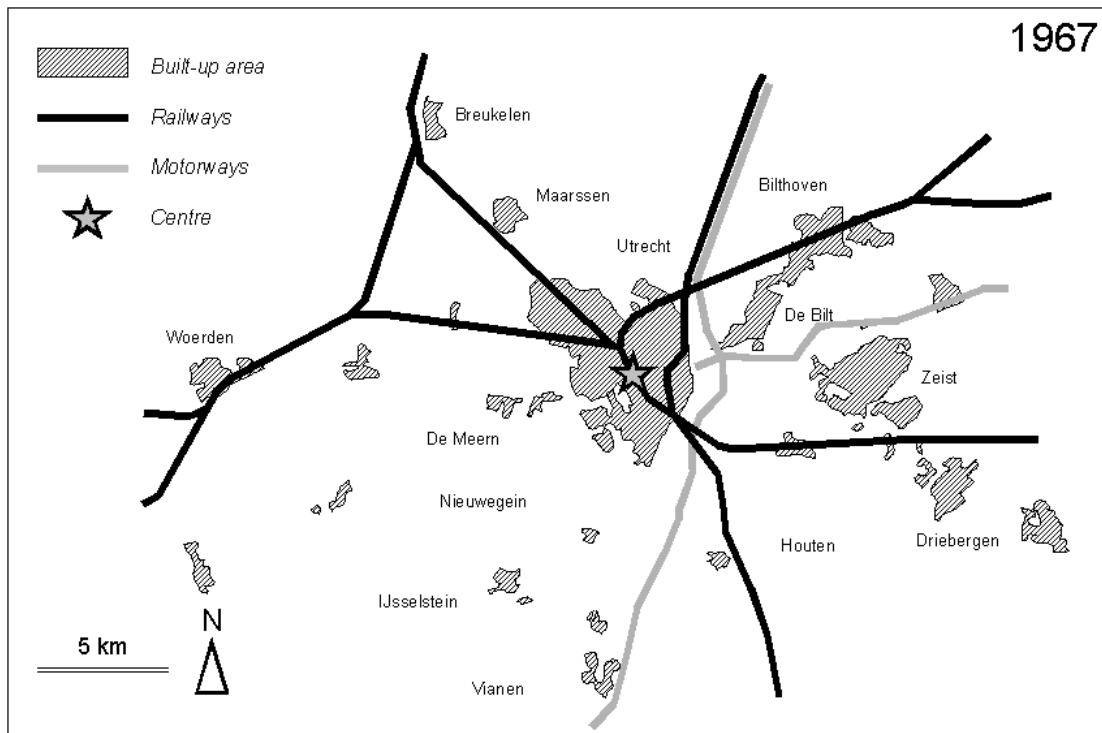 1967
Built-up area
Railways
Motorways
Centre
Breukelen
Maarssen
Bilthoven
Utrecht
De Bilt
Woerden
Zeist
De Meern
Nieuwegein
Houten
Driebergen
IJsselstein
N
5 km
Vianen